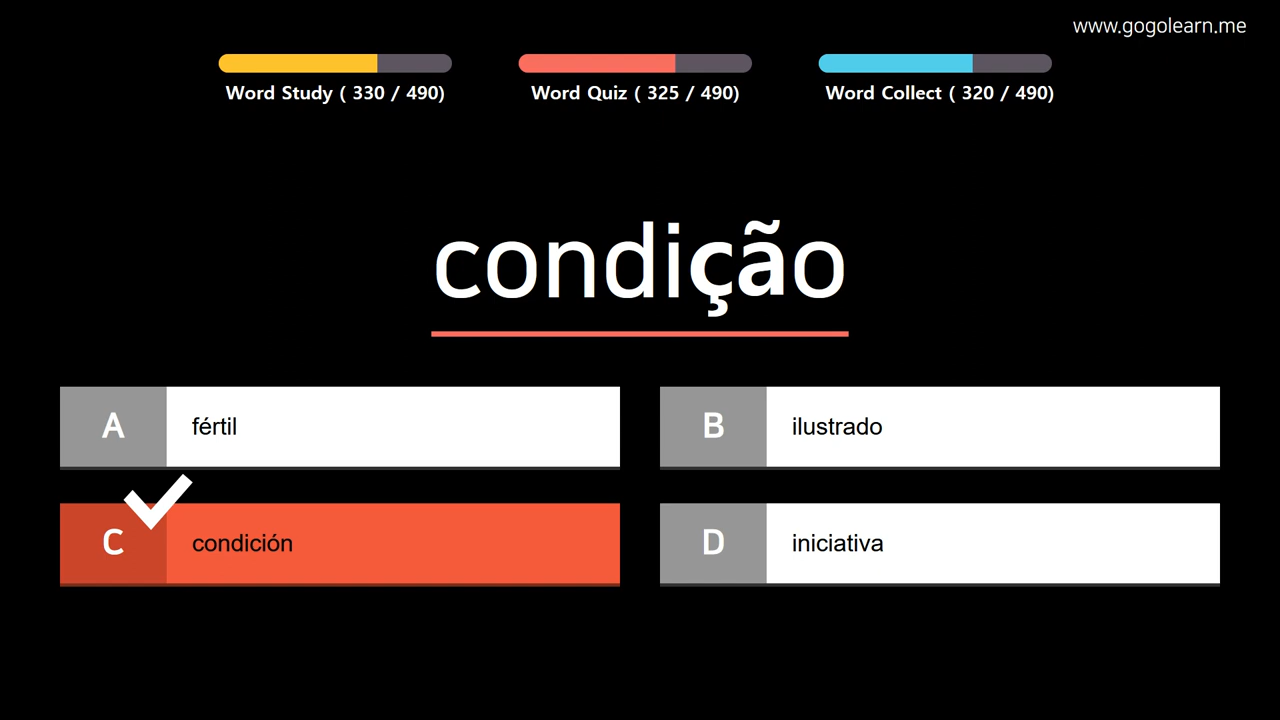 www.gogolearn.me
Word Study ( 330 / 490)
Word Quiz ( 325 / 490)
Word Collect ( 320 / 490)
condição
A fértil
B ilustrado
C condición
D iniciativa